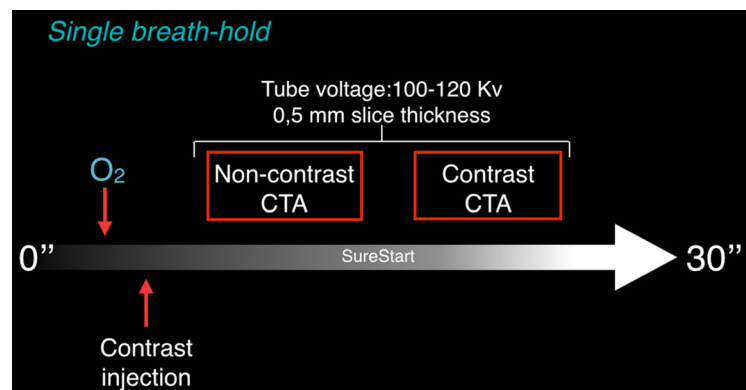 Single breath-hold
Tube voltage:100-120 Kv
0,5 mm slice thickness
O₂
Non-contrast
CTA
Contrast
CTA
0”
SureStart
30”
Contrast
injection